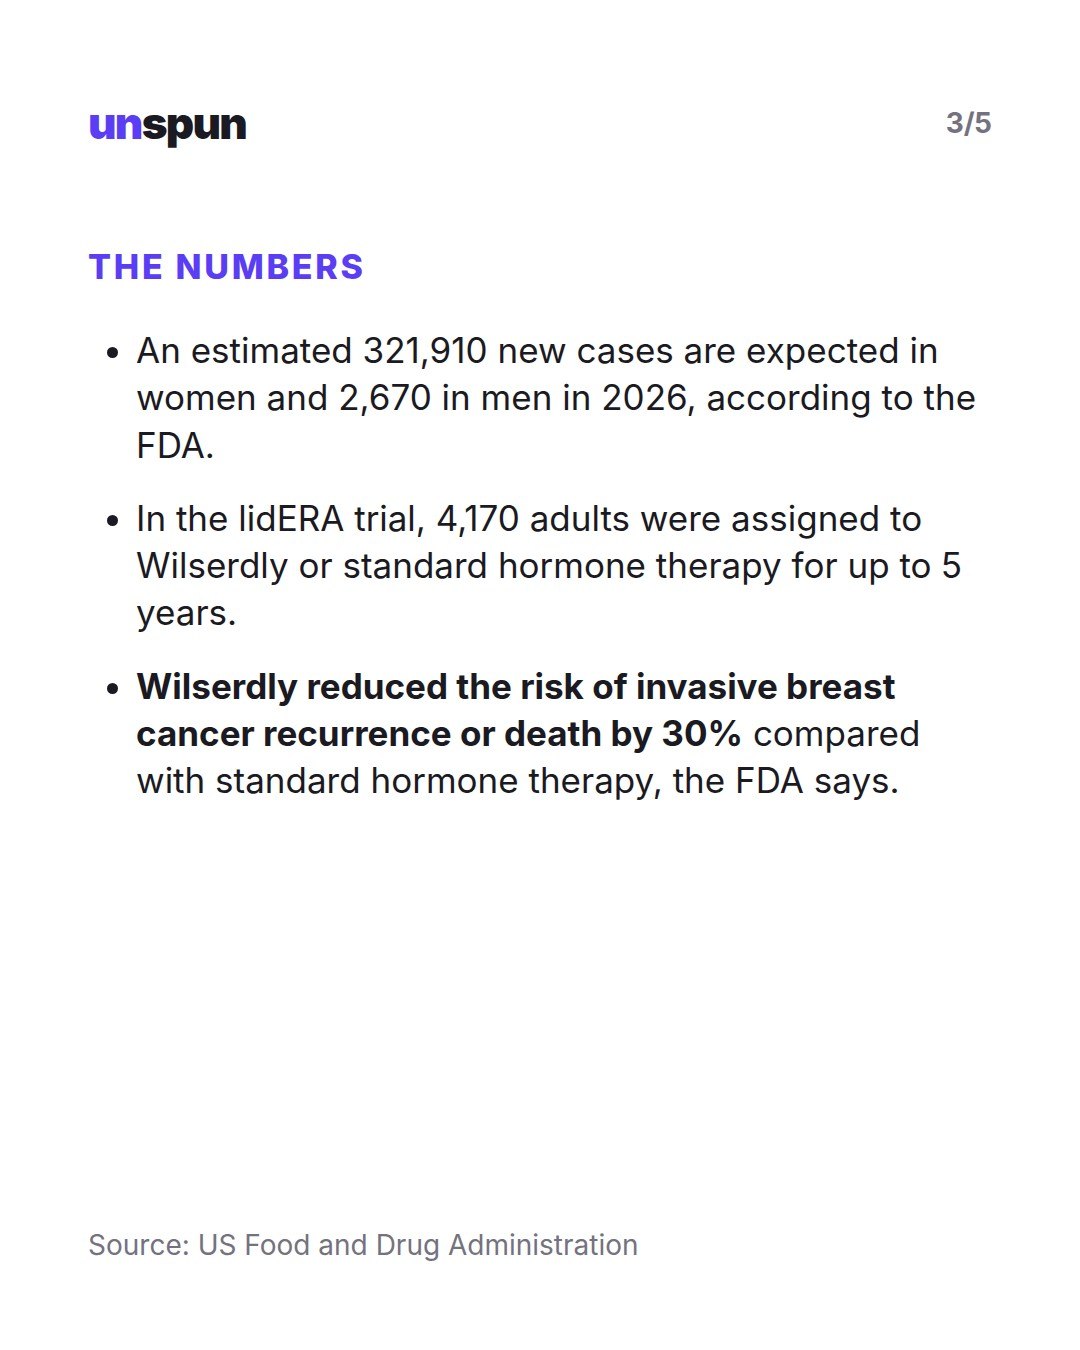 unspun
3/5
THE NUMBERS
• An estimated 321,910 new cases are expected in
women and 2,670 in men in 2026, according to the
FDA.
• In the lidERA trial, 4,170 adults were assigned to
Wilserdly or standard hormone therapy for up to 5
years.
• Wilserdly reduced the risk of invasive breast
cancer recurrence or death by 30% compared
with standard hormone therapy, the FDA says.
Source: US Food and Drug Administration